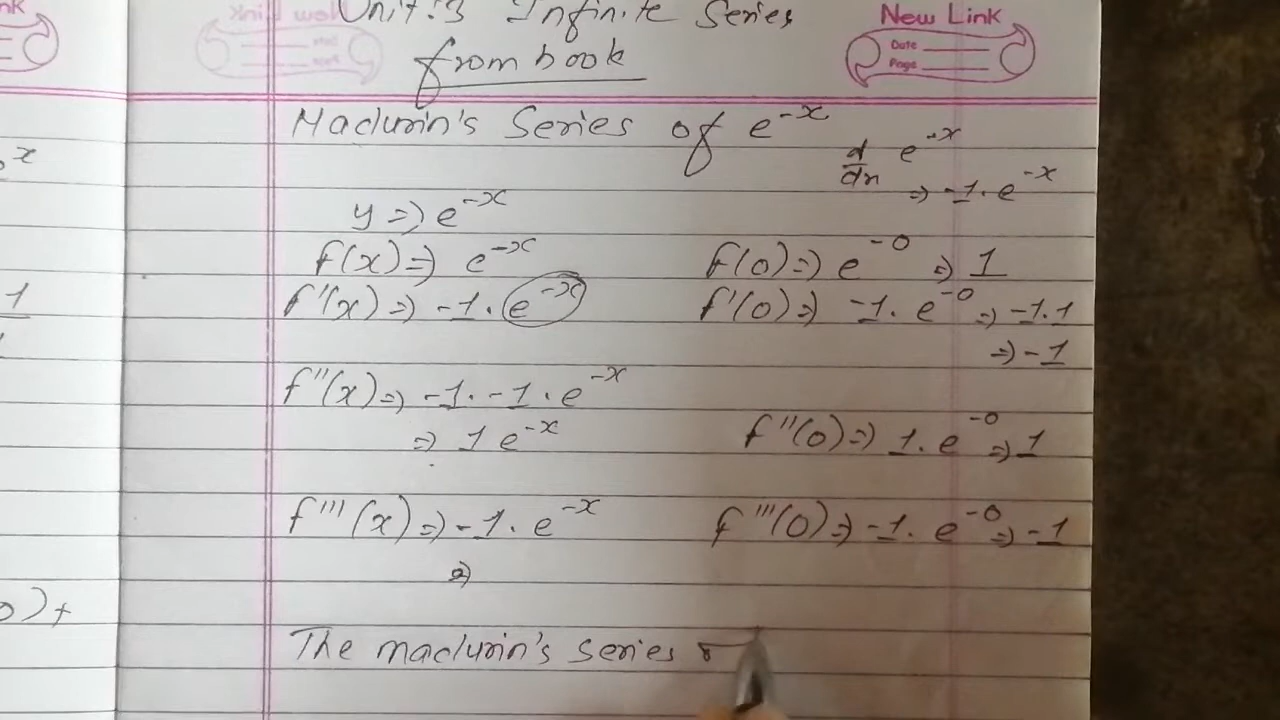 Unit :3 Infinite Series
from book
New Link
Date
Page
Maclurin's Series of e^-x
d/dx e^-x
=> -1. e^-x
y => e^-x
f(x) => e^-x f(0) => e^-0 => 1
f'(x) => -1. e^-x f'(0) => -1. e^-0 => -1.1
=> -1
f''(x) => -1. -1. e^-x
=> 1 e^-x f''(0) => 1. e^-0 => 1
f'''(x) => -1. e^-x f'''(0) => -1. e^-0 => -1
=>
The maclurin's series